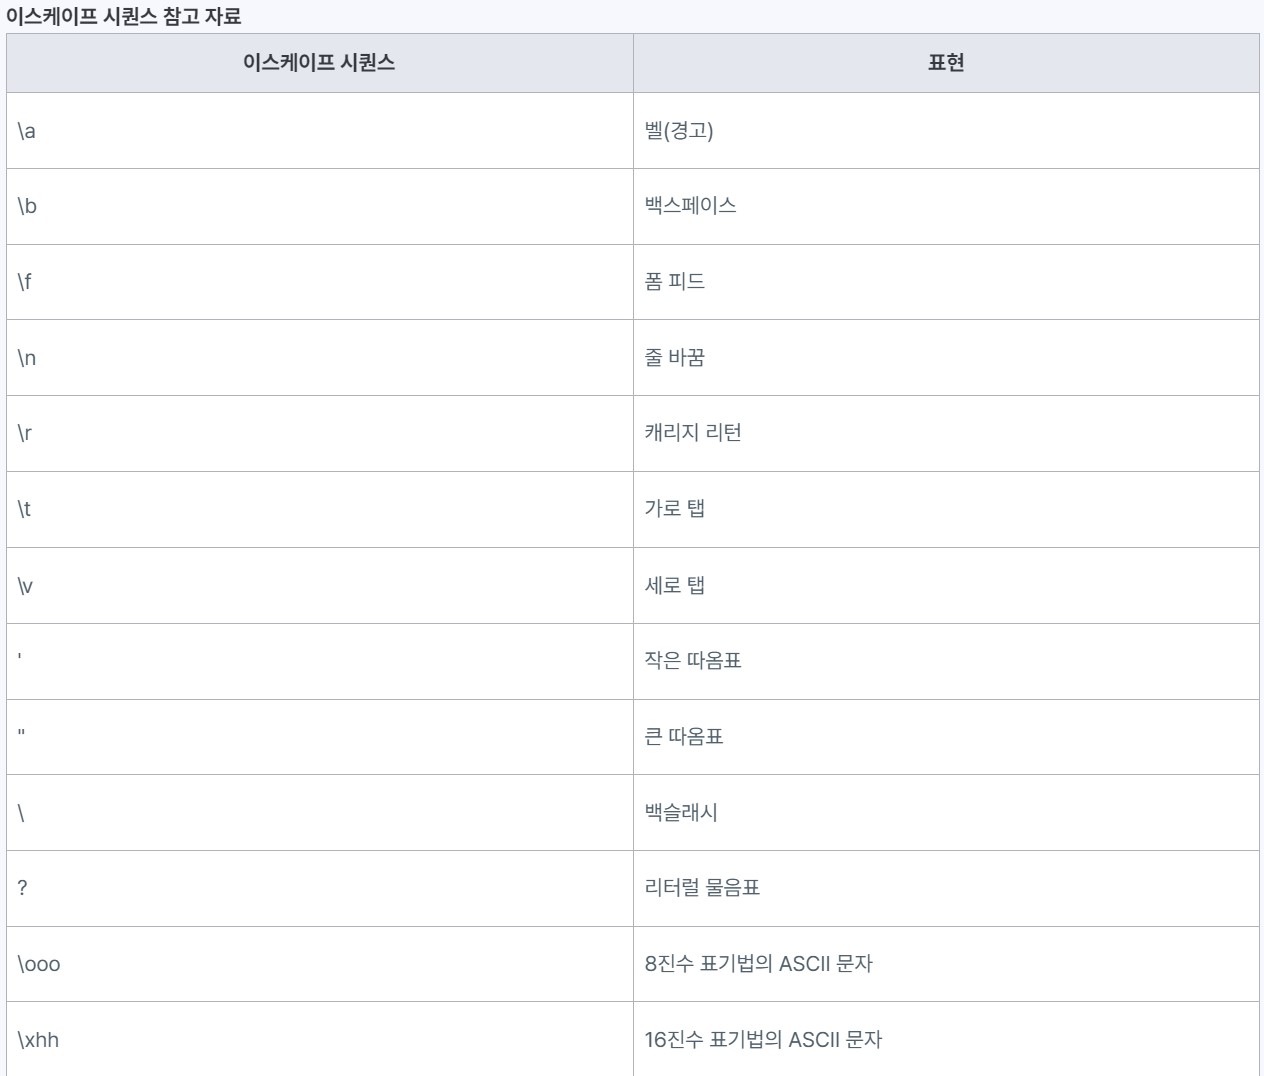 이스케이프 시퀀스 참고 자료
이스케이프 시퀀스 표현
\a 벨(경고)
\b 백스페이스
\f 폼 피드
\n 줄 바꿈
\r 캐리지 리턴
\t 가로 탭
\v 세로 탭
' 작은 따옴표
" 큰 따옴표
\ 백슬래시
? 리터럴 물음표
\ooo 8진수 표기법의 ASCII 문자
\xhh 16진수 표기법의 ASCII 문자